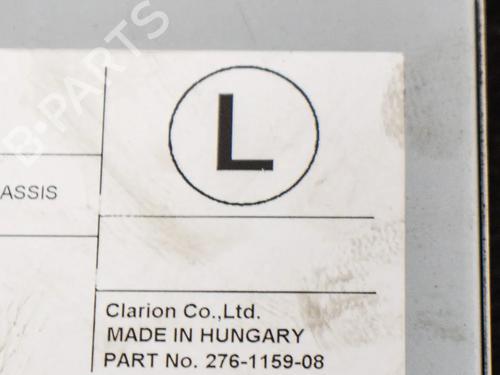 B-PARTS
L
ASSIS
Clarion Co.,Ltd.
MADE IN HUNGARY
PART No. 276-1159-08